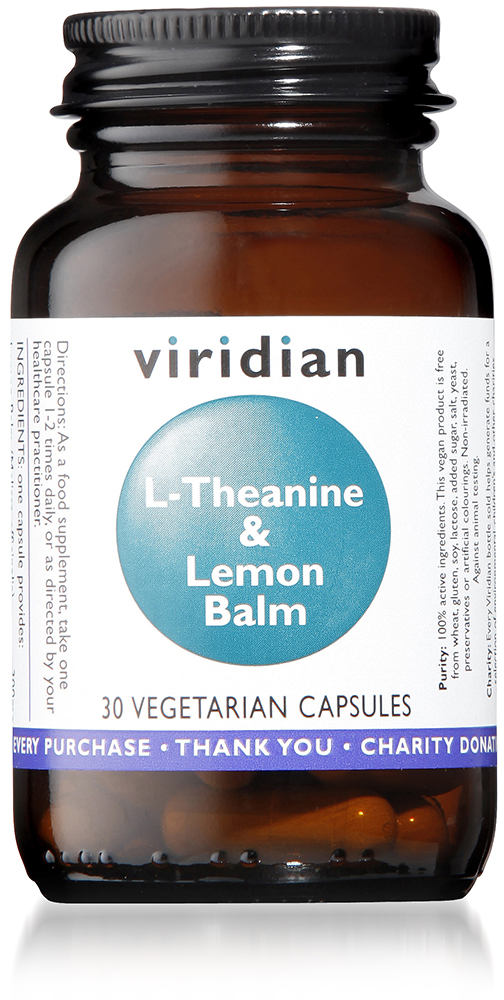 viridian
L-Theanine
&
Lemon
Balm
30 VEGETARIAN CAPSULES
EVERY PURCHASE • THANK YOU • CHARITY DONATI
Directions: As a food supplement, take one
capsule 1-2 times daily, or as directed by your
healthcare practitioner.
INGREDIENTS: one capsule provides:
Purity: 100% active ingredients. This vegan product is free
from wheat, gluten, soy, lactose, added sugar, salt, yeast,
preservatives or artificial colourings. Non-irradiated.
Against animal testing.
Charity: Every Viridian bottle sold helps generate funds for a